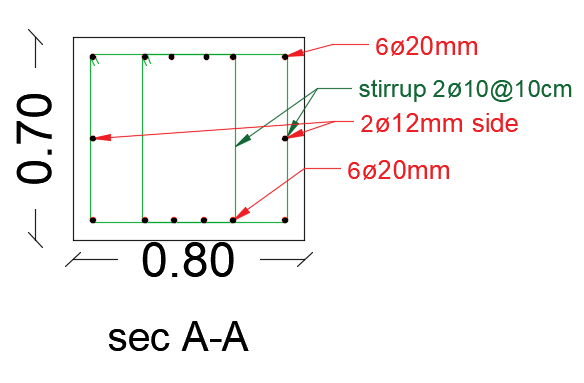 6ø20mm
stirrup 2ø10@10cm
2ø12mm side
6ø20mm
0.70
0.80
sec A-A